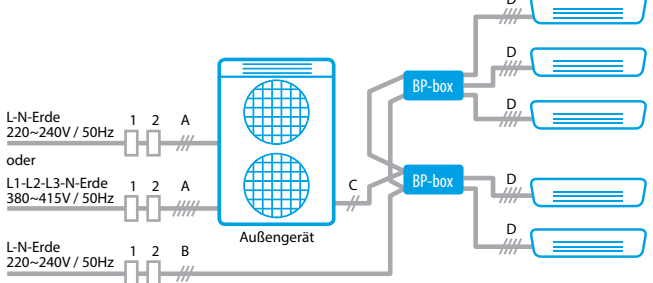 D
D
BP-box
L-N-Erde
220~240V / 50Hz
1 2 A
D
oder
L1-L2-L3-N-Erde
380~415V / 50Hz
1 2 A
C
BP-box
D
Außengerät
D
L-N-Erde
220~240V / 50Hz
1 2 B